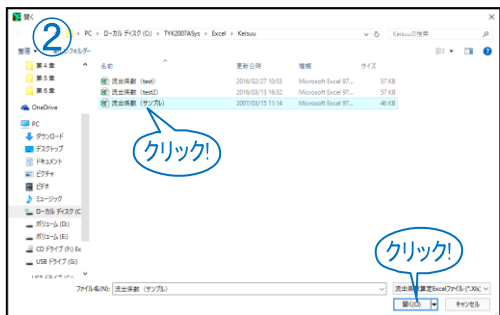 開く
②
PC › ローカル ディスク (C:) › TYK2007ASys › Excel › Keisuu
Keisuuの検索
整理
名前 更新日時 種類 サイズ
第4章
第5章
第6章
OneDrive
PC
ダウンロード
デスクトップ
ドキュメント
ピクチャ
ビデオ
ミュージック
ローカル ディスク (C
ボリューム (D:)
ボリューム (E:)
CD ドライブ (F:) Ex
USB ドライブ (G:)
流出係数 (test) 2016/02/27 10:53 Microsoft Excel 97... 57 KB
流出係数 (test2) 2016/03/13 16:32 Microsoft Excel 97... 57 KB
流出係数 (サンプル) 2007/03/15 11:14 Microsoft Excel 97... 46 KB
クリック!
クリック!
ファイル名(N): 流出係数 (サンプル)
流出係数算定Excelファイル (*.Xls(
開く(O)
キャンセル